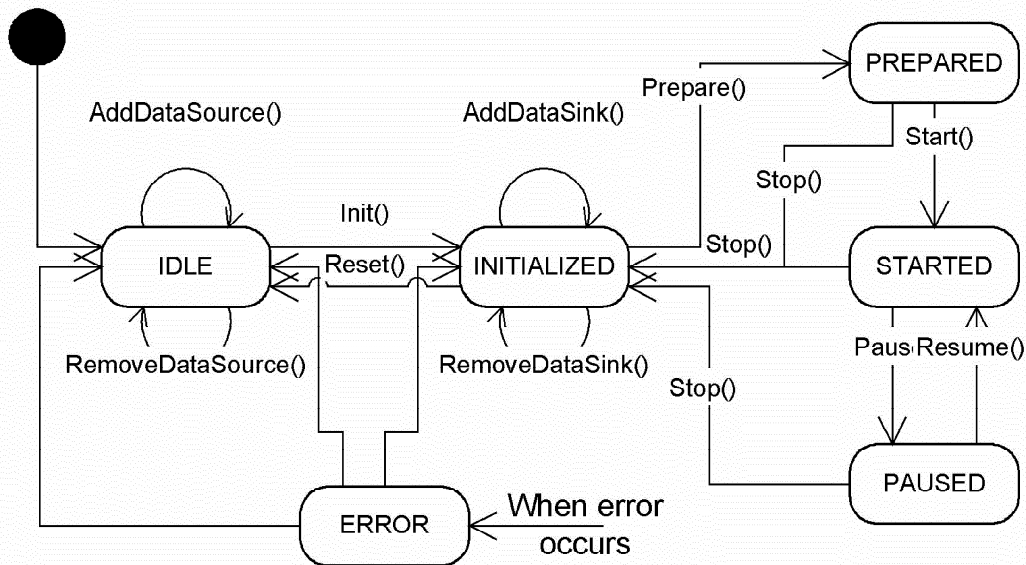 PREPARED
Prepare()
AddDataSource()
AddDataSink()
Start()
Stop()
Init()
Stop()
IDLE
Reset()
INITIALIZED
STARTED
Paus
Resume()
RemoveDataSource()
RemoveDataSink()
Stop()
PAUSED
ERROR
When error
occurs